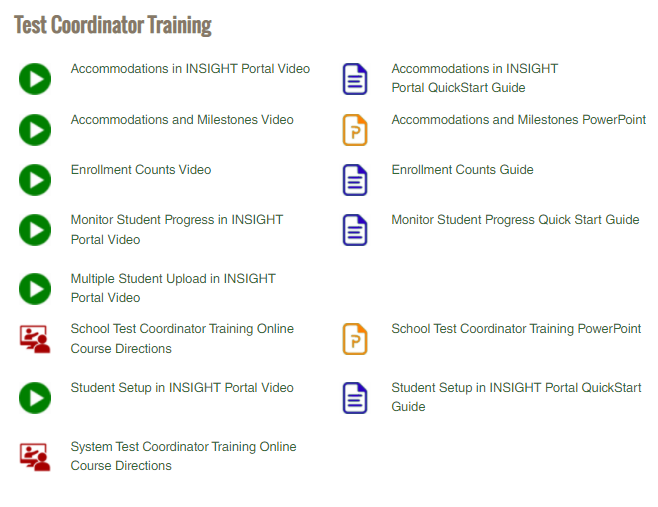 Test Coordinator Training
Accommodations in INSIGHT Portal Video
Accommodations in INSIGHT
Portal QuickStart Guide
Accommodations and Milestones Video
Accommodations and Milestones PowerPoint
Enrollment Counts Video
Enrollment Counts Guide
Monitor Student Progress in INSIGHT
Portal Video
Monitor Student Progress Quick Start Guide
Multiple Student Upload in INSIGHT
Portal Video
School Test Coordinator Training Online
Course Directions
School Test Coordinator Training PowerPoint
Student Setup in INSIGHT Portal Video
Student Setup in INSIGHT Portal QuickStart
Guide
System Test Coordinator Training Online
Course Directions